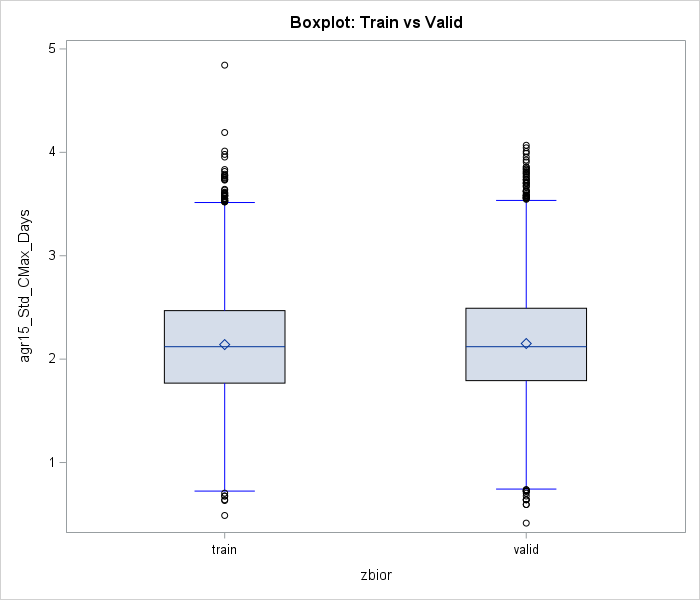 Boxplot: Train vs Valid
5
4
3
2
1
agr15_Std_CMax_Days
train
valid
zbior